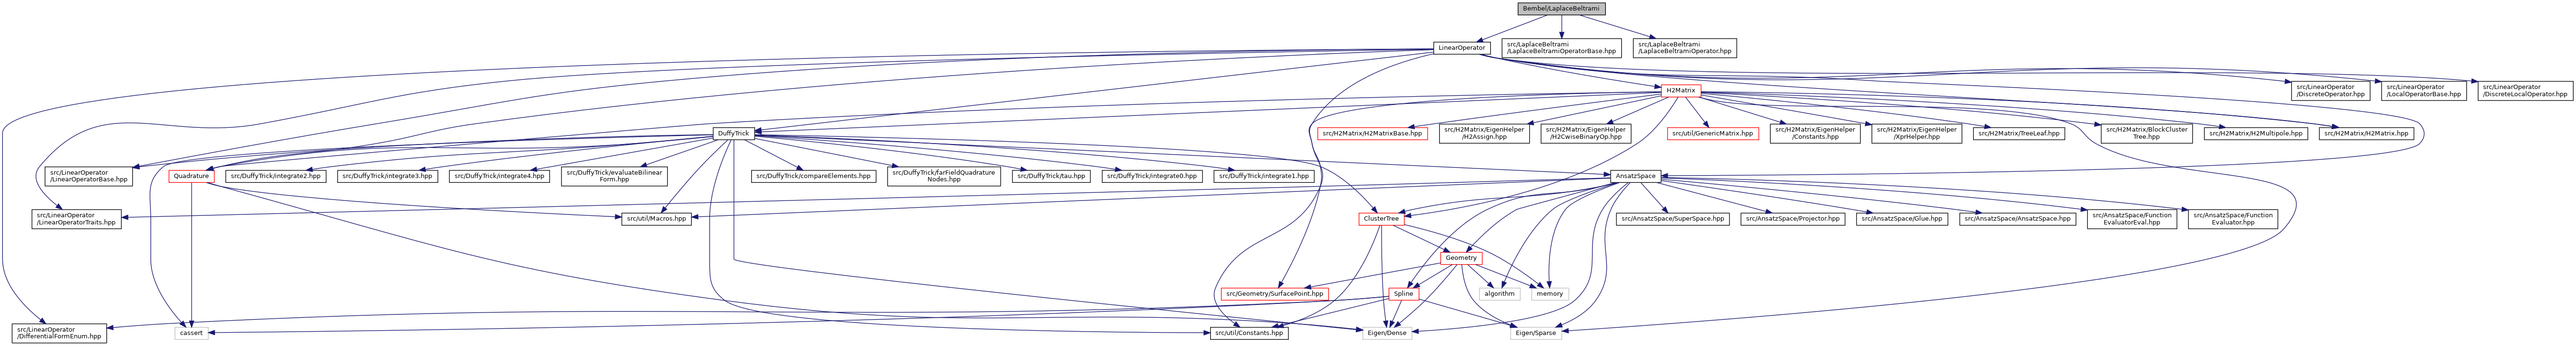 Bembel/LaplaceBeltrami
LinearOperator
src/LaplaceBeltrami
/LaplaceBeltramiOperatorBase.hpp
src/LaplaceBeltrami
/LaplaceBeltramiOperator.hpp
H2Matrix
src/LinearOperator
/DiscreteOperator.hpp
src/LinearOperator
/LocalOperatorBase.hpp
src/LinearOperator
/DiscreteLocalOperator.hpp
DuffyTrick
src/H2Matrix/H2MatrixBase.hpp
src/H2Matrix/EigenHelper
/H2Assign.hpp
src/H2Matrix/EigenHelper
/H2CwiseBinaryOp.hpp
src/util/GenericMatrix.hpp
src/H2Matrix/EigenHelper
/Constants.hpp
src/H2Matrix/EigenHelper
/XprHelper.hpp
src/H2Matrix/TreeLeaf.hpp
src/H2Matrix/BlockCluster
Tree.hpp
src/H2Matrix/H2Multipole.hpp
src/H2Matrix/H2Matrix.hpp
src/LinearOperator
/LinearOperatorBase.hpp
Quadrature
src/DuffyTrick/integrate2.hpp
src/DuffyTrick/integrate3.hpp
src/DuffyTrick/integrate4.hpp
src/DuffyTrick/evaluateBilinear
Form.hpp
src/DuffyTrick/compareElements.hpp
src/DuffyTrick/farFieldQuadrature
Nodes.hpp
src/DuffyTrick/tau.hpp
src/DuffyTrick/integrate0.hpp
src/DuffyTrick/integrate1.hpp
AnsatzSpace
src/LinearOperator
/LinearOperatorTraits.hpp
src/util/Macros.hpp
ClusterTree
src/AnsatzSpace/SuperSpace.hpp
src/AnsatzSpace/Projector.hpp
src/AnsatzSpace/Glue.hpp
src/AnsatzSpace/AnsatzSpace.hpp
src/AnsatzSpace/Function
EvaluatorEval.hpp
src/AnsatzSpace/Function
Evaluator.hpp
Geometry
src/Geometry/SurfacePoint.hpp
Spline
algorithm
memory
src/LinearOperator
/DifferentialFormEnum.hpp
cassert
src/util/Constants.hpp
Eigen/Dense
Eigen/Sparse